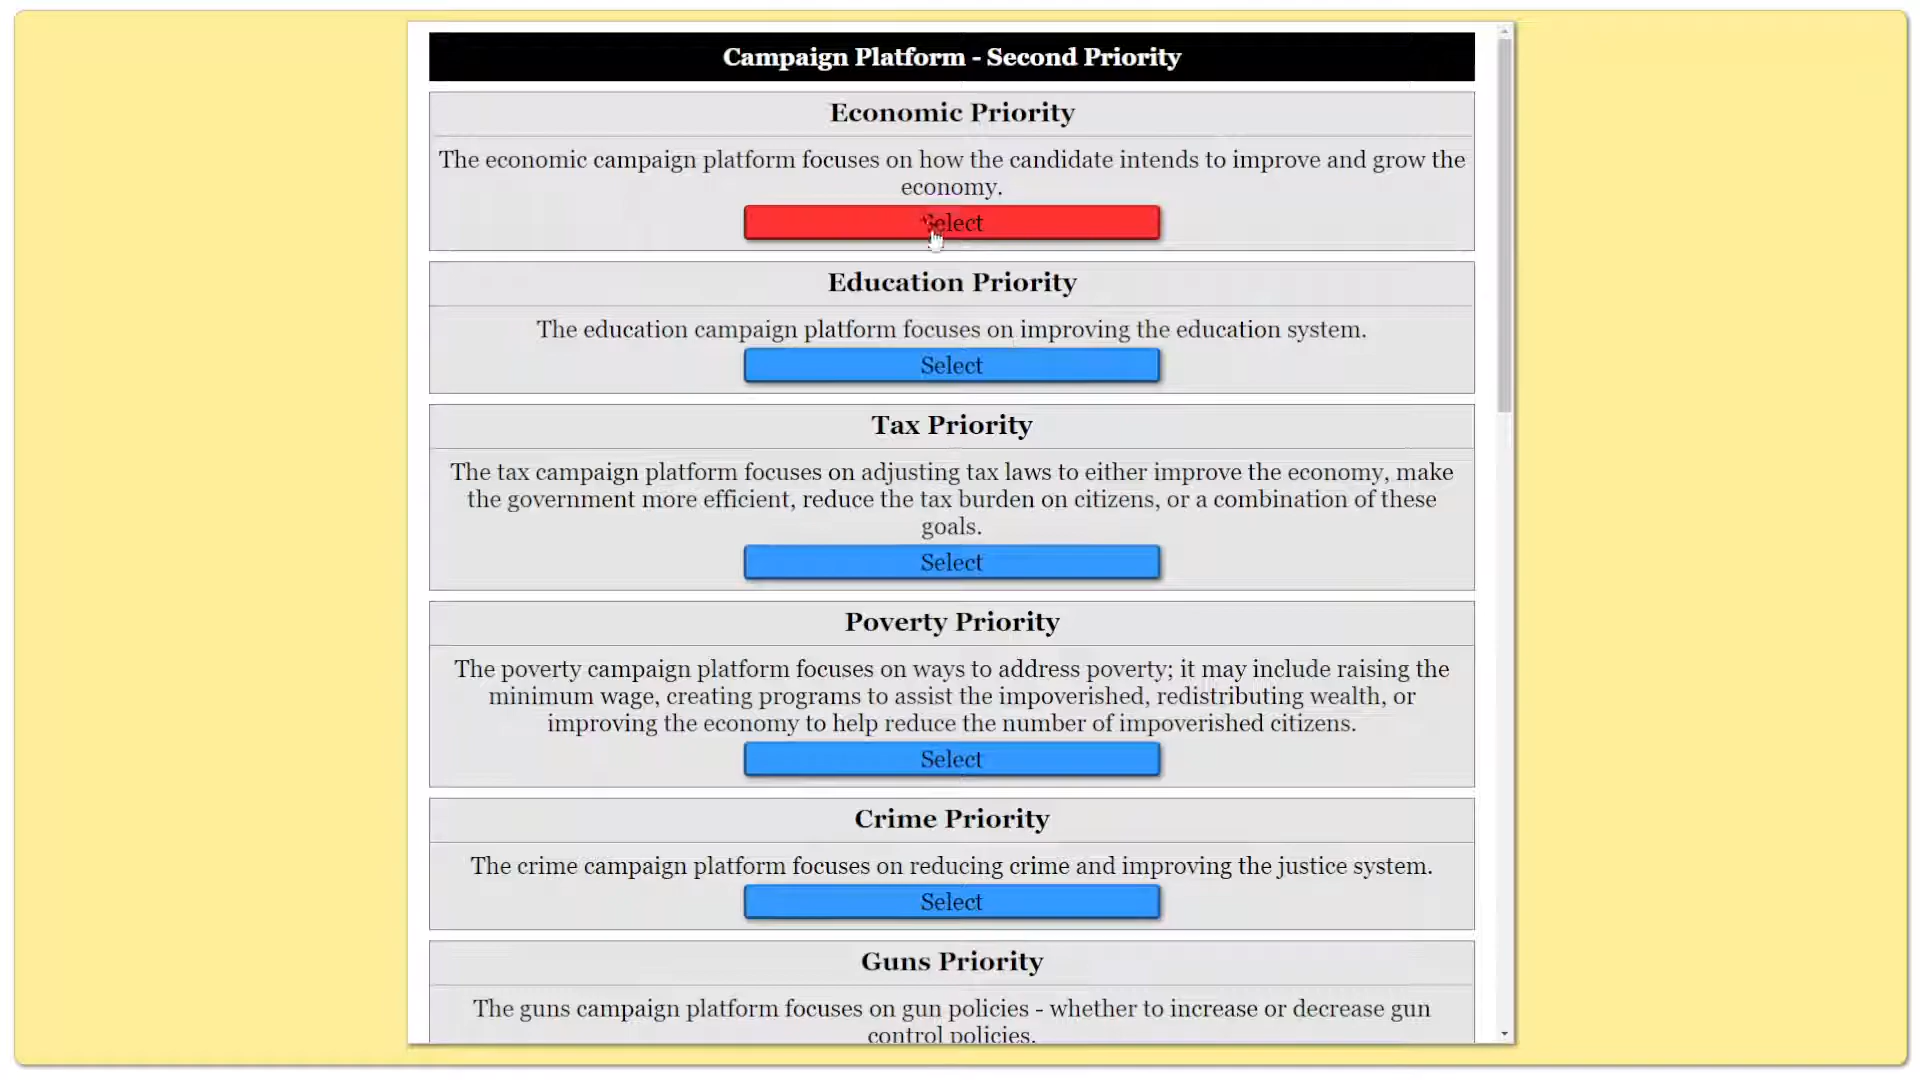 Campaign Platform - Second Priority
Economic Priority
The economic campaign platform focuses on how the candidate intends to improve and grow the
economy.
Select
Education Priority
The education campaign platform focuses on improving the education system.
Select
Tax Priority
The tax campaign platform focuses on adjusting tax laws to either improve the economy, make
the government more efficient, reduce the tax burden on citizens, or a combination of these
goals.
Select
Poverty Priority
The poverty campaign platform focuses on ways to address poverty; it may include raising the
minimum wage, creating programs to assist the impoverished, redistributing wealth, or
improving the economy to help reduce the number of impoverished citizens.
Select
Crime Priority
The crime campaign platform focuses on reducing crime and improving the justice system.
Select
Guns Priority
The guns campaign platform focuses on gun policies - whether to increase or decrease gun
control policies.